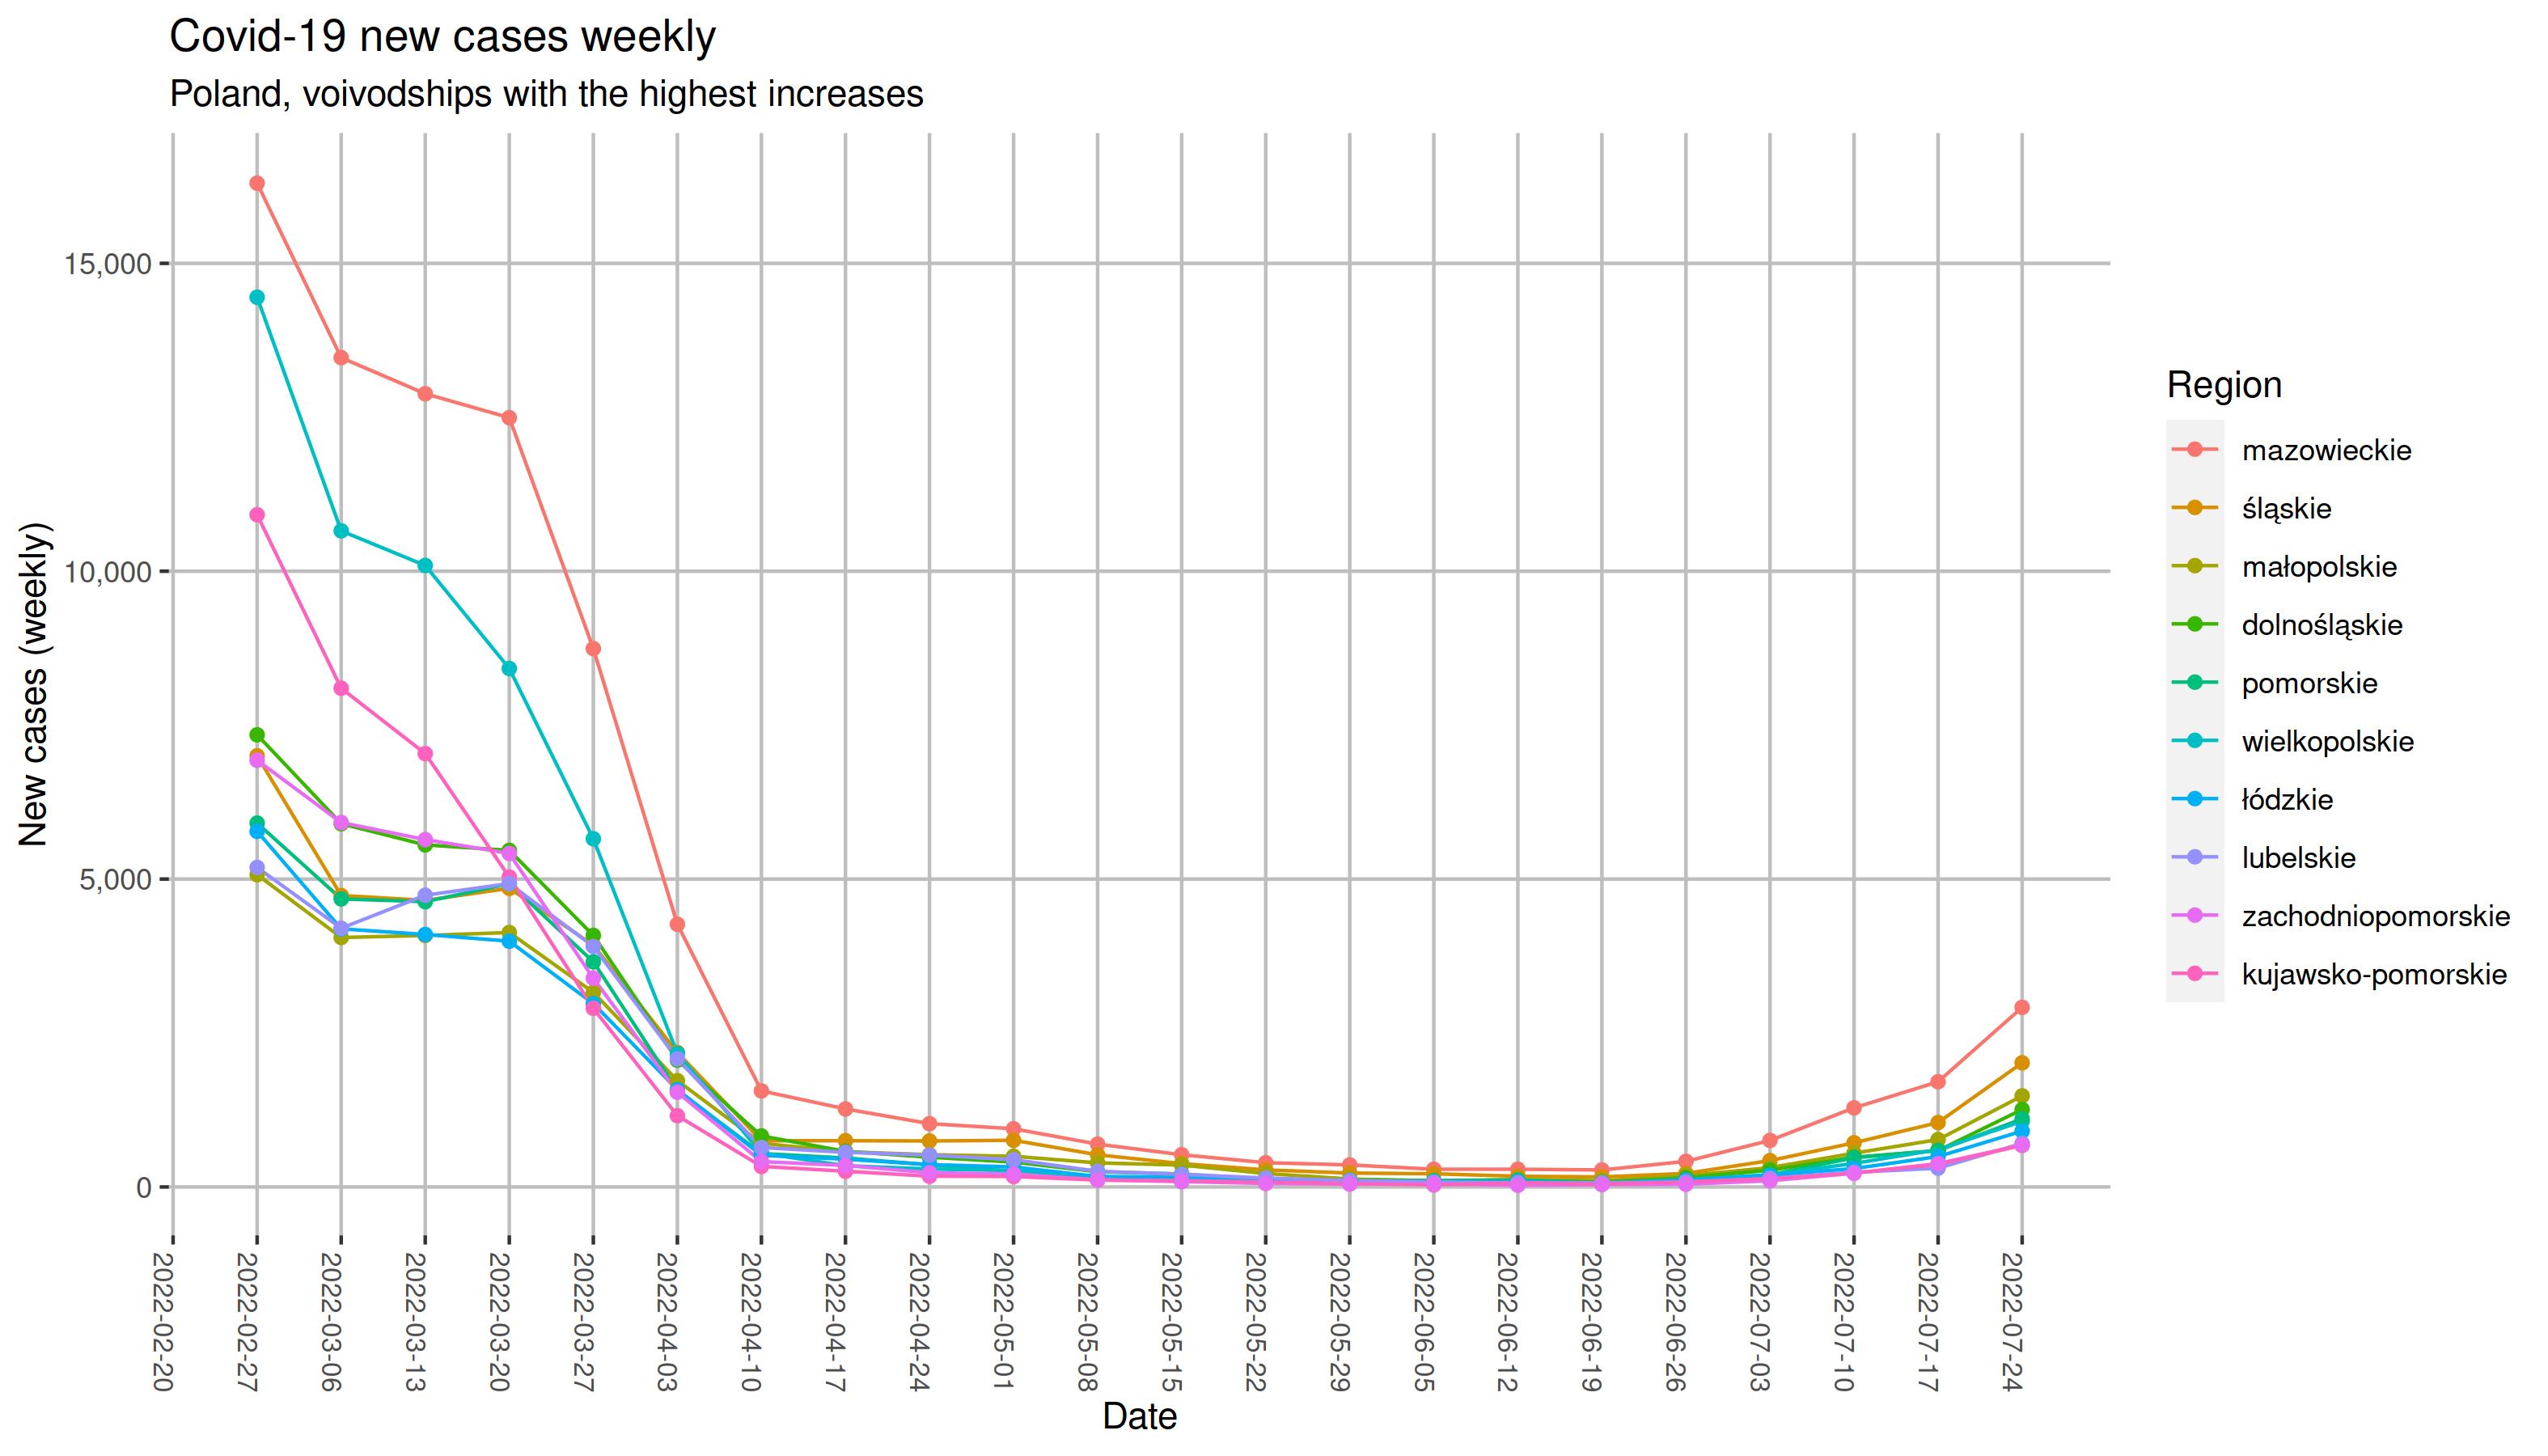 Covid-19 new cases weekly
Poland, voivodships with the highest increases
New cases (weekly)
15,000
10,000
5,000
0
2022-02-20
2022-02-27
2022-03-06
2022-03-13
2022-03-20
2022-03-27
2022-04-03
2022-04-10
2022-04-17
2022-04-24
2022-05-01
2022-05-08
2022-05-15
2022-05-22
2022-05-29
2022-06-05
2022-06-12
2022-06-19
2022-06-26
2022-07-03
2022-07-10
2022-07-17
2022-07-24
Date
Region
mazowieckie
śląskie
małopolskie
dolnośląskie
pomorskie
wielkopolskie
łódzkie
lubelskie
zachodniopomorskie
kujawsko-pomorskie